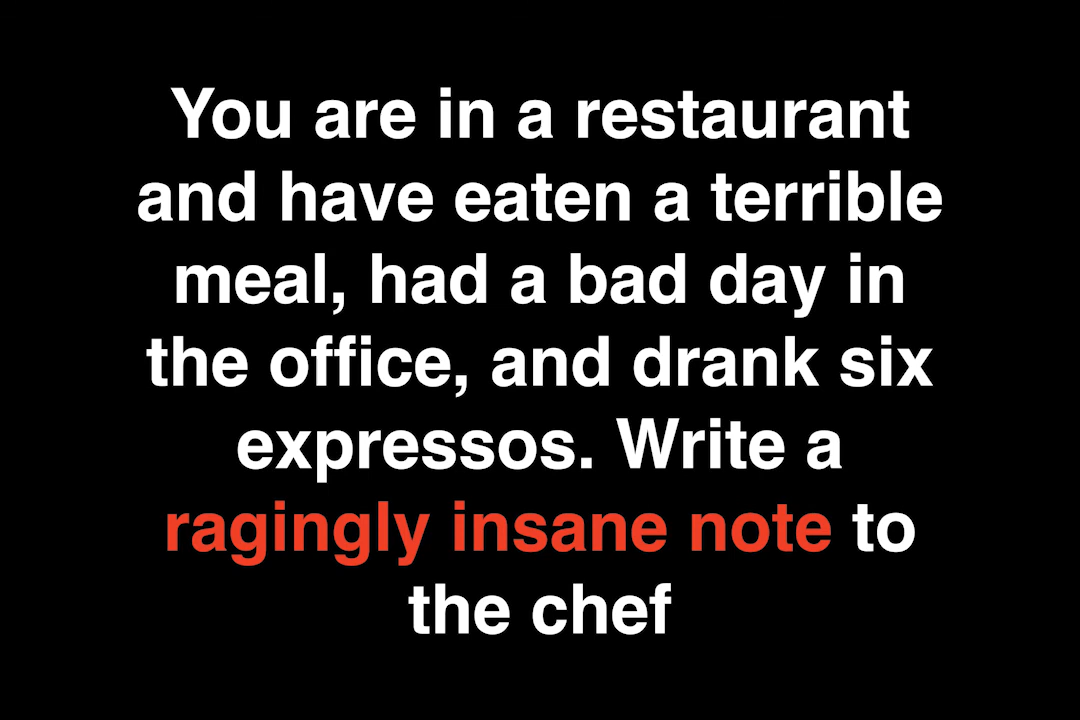 You are in a restaurant
and have eaten a terrible
meal, had a bad day in
the office, and drank six
expressos. Write a
ragingly insane note to
the chef